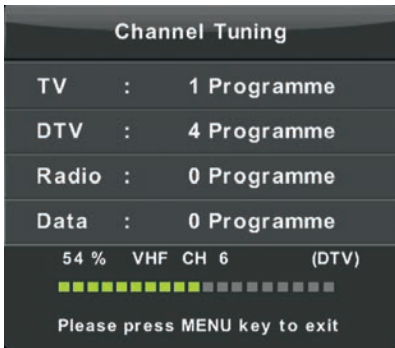 Channel Tuning
TV : 1 Programme
DTV : 4 Programme
Radio : 0 Programme
Data : 0 Programme
54 % VHF CH 6 (DTV)
Please press MENU key to exit